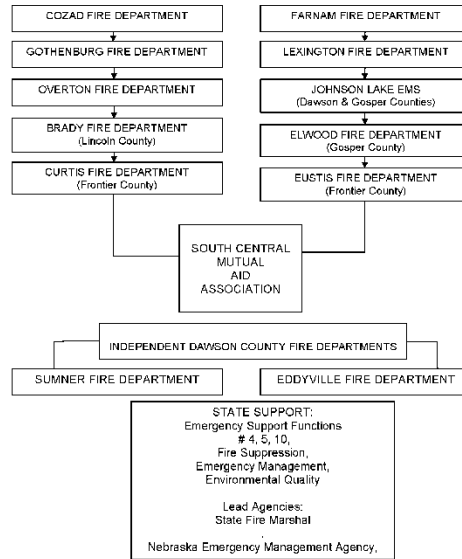 COZAD FIRE DEPARTMENT
GOTHENBURG FIRE DEPARTMENT
OVERTON FIRE DEPARTMENT
BRADY FIRE DEPARTMENT
(Lincoln County)
CURTIS FIRE DEPARTMENT
(Frontier County)
FARNAM FIRE DEPARTMENT
LEXINGTON FIRE DEPARTMENT
JOHNSON LAKE EMS
(Dawson & Gosper Counties)
ELWOOD FIRE DEPARTMENT
(Gosper County)
EUSTIS FIRE DEPARTMENT
(Frontier County)
SOUTH CENTRAL
MUTUAL
AID
ASSOCIATION
INDEPENDENT DAWSON COUNTY FIRE DEPARTMENTS
SUMNER FIRE DEPARTMENT
EDDYVILLE FIRE DEPARTMENT
STATE SUPPORT:
Emergency Support Functions
# 4, 5, 10,
Fire Suppression,
Emergency Management,
Environmental Quality
Lead Agencies:
State Fire Marshal
.
Nebraska Emergency Management Agency,